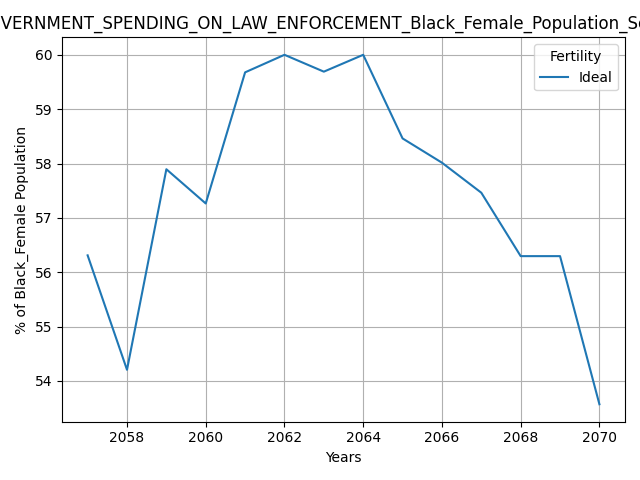 VERNMENT_SPENDING_ON_LAW_ENFORCEMENT_Black_Female_Population_S
Fertility
Ideal
60
59
58
57
56
55
54
% of Black_Female Population
2058 2060 2062 2064 2066 2068 2070
Years